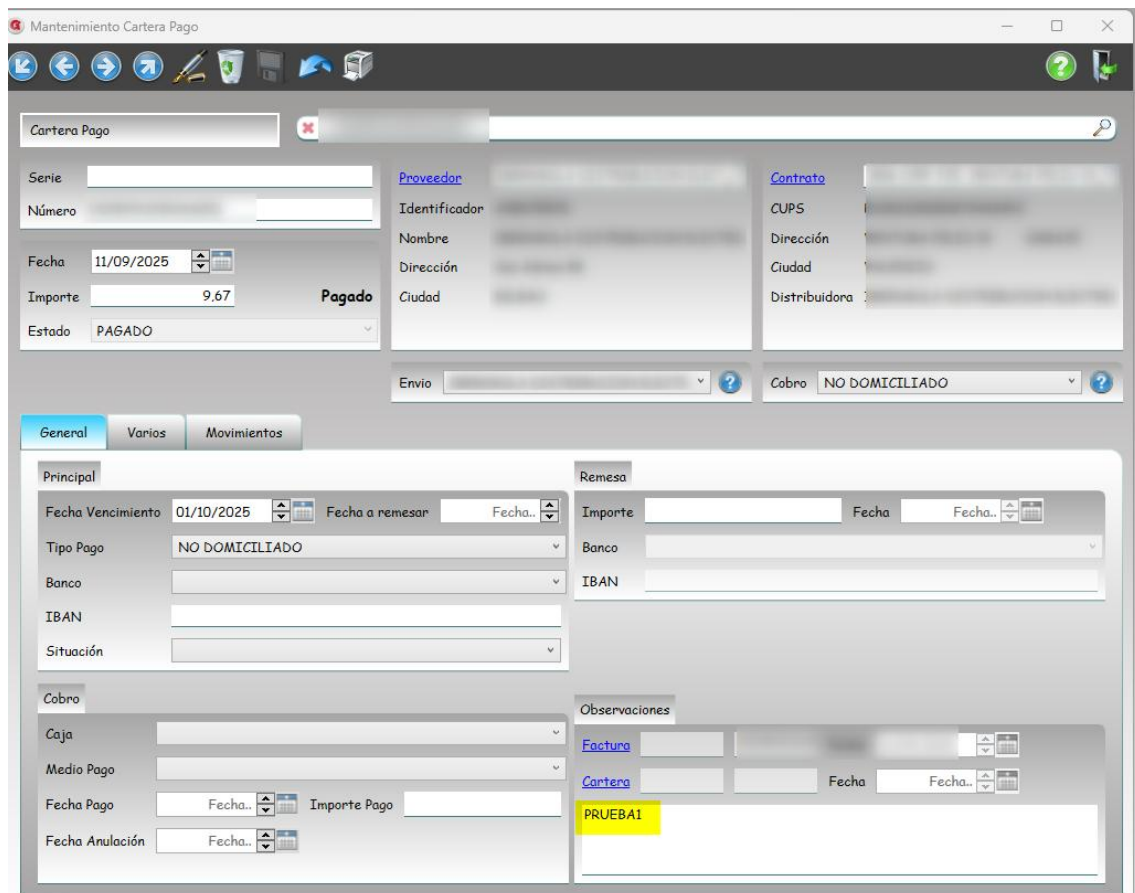 Mantenimiento Cartera Pago
Cartera Pago
Serie
Número
Fecha 11/09/2025
Importe 9,67 Pagado
Estado PAGADO
Proveedor
Identificador
Nombre
Dirección
Ciudad
Contrato
CUPS
Dirección
Ciudad
Distribuidora
Envio
Cobro NO DOMICILIADO
General Varios Movimientos
Principal
Fecha Vencimiento 01/10/2025 Fecha a remesar Fecha..
Tipo Pago NO DOMICILIADO
Banco
IBAN
Situación
Remesa
Importe Fecha Fecha..
Banco
IBAN
Cobro
Caja
Medio Pago
Fecha Pago Fecha.. Importe Pago
Fecha Anulación Fecha..
Observaciones
Factura
Cartera Fecha Fecha..
PRUEBA1